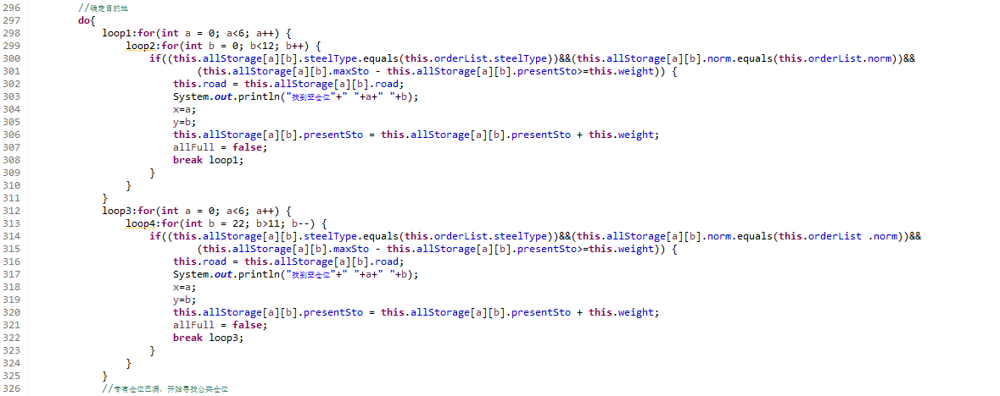 296 //确定目的地
297 do{
298 loop1:for(int a = 0; a<6; a++) {
299 loop2:for(int b = 0; b<12; b++) {
300 if((this.allStorage[a][b].steelType.equals(this.orderList.steelType))&&(this.allStorage[a][b].norm.equals(this.orderList.norm))&&
301 (this.allStorage[a][b].maxSto - this.allStorage[a][b].presentSto>=this.weight)) {
302 this.road = this.allStorage[a][b].road;
303 System.out.println("找到空仓位"+" "+a+" "+b);
304 x=a;
305 y=b;
306 this.allStorage[a][b].presentSto = this.allStorage[a][b].presentSto + this.weight;
307 allFull = false;
308 break loop1;
309 }
310 }
311 }
312 loop3:for(int a = 0; a<6; a++) {
313 loop4:for(int b = 22; b>11; b--) {
314 if((this.allStorage[a][b].steelType.equals(this.orderList.steelType))&&(this.allStorage[a][b].norm.equals(this.orderList .norm))&&
315 (this.allStorage[a][b].maxSto - this.allStorage[a][b].presentSto>=this.weight)) {
316 this.road = this.allStorage[a][b].road;
317 System.out.println("找到空仓位"+" "+a+" "+b);
318 x=a;
319 y=b;
320 this.allStorage[a][b].presentSto = this.allStorage[a][b].presentSto + this.weight;
321 allFull = false;
322 break loop3;
323 }
324 }
325 }
326 //专有仓位已满，开始寻找公共仓位